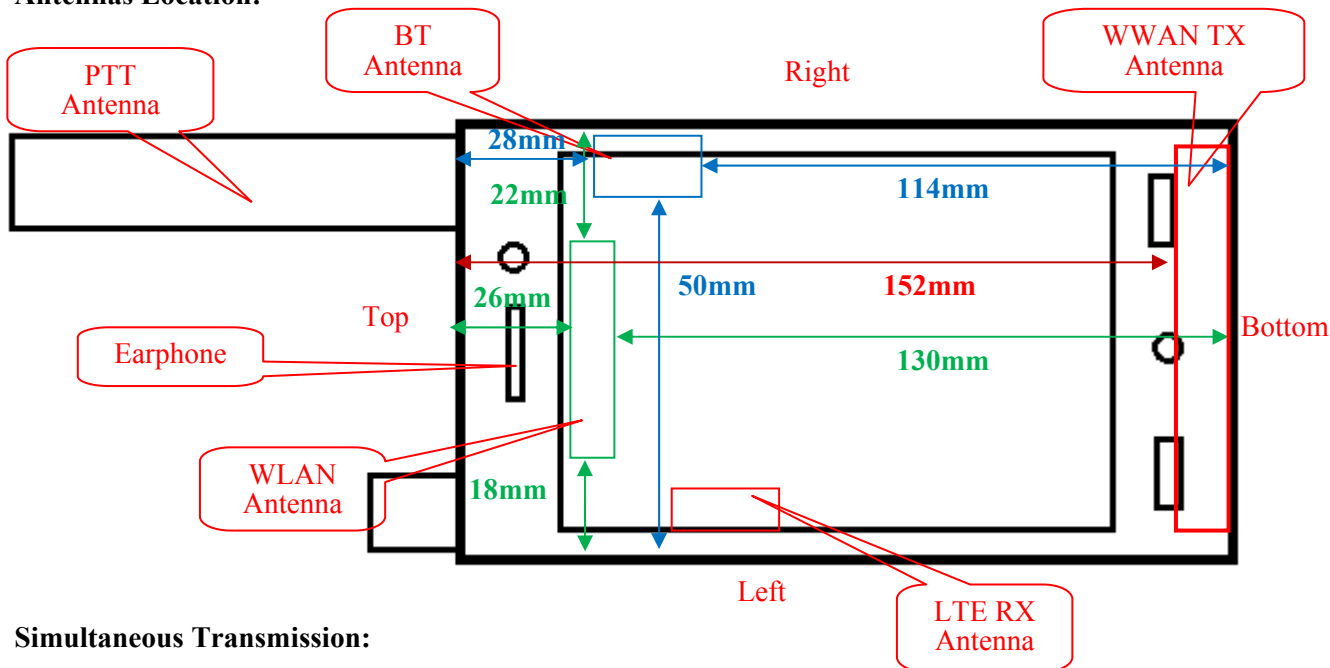 Antennas Location:
BT
Antenna
WWAN TX
Antenna
PTT
Antenna
Right
28mm
22mm
114mm
50mm
152mm
26mm
Top
Bottom
Earphone
130mm
WLAN
Antenna
18mm
Left
LTE RX
Antenna
Simultaneous Transmission: